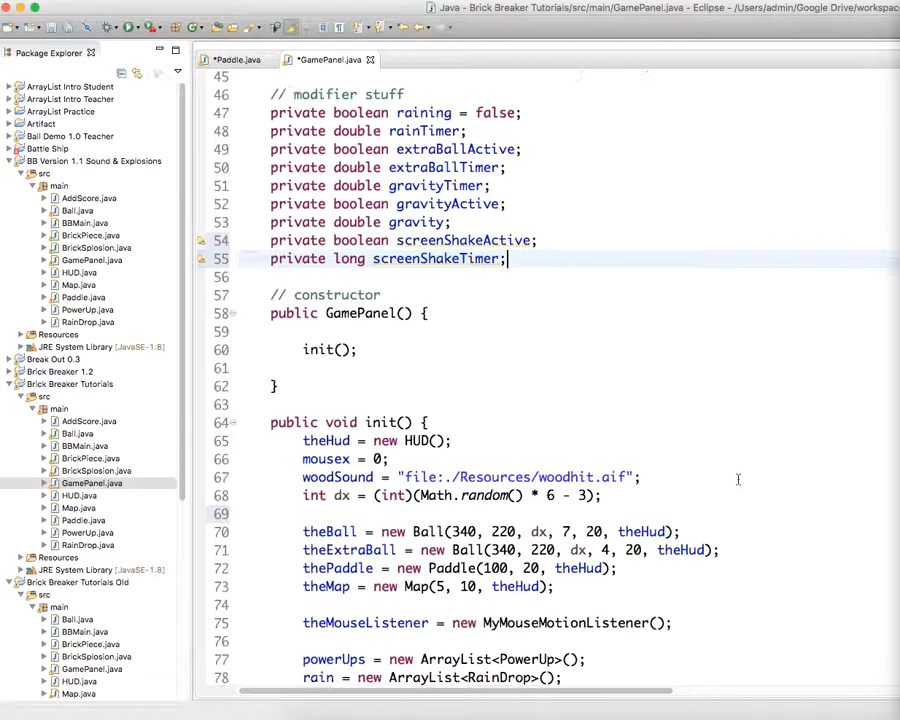 Java - Brick Breaker Tutorials/src/main/GamePanel.java - Eclipse - /Users/admin/Google Drive/workspac
Package Explorer
*Paddle.java
*GamePanel.java
ArrayList Intro Student
ArrayList Intro Teacher
ArrayList Practice
Artifact
Ball Demo 1.0 Teacher
Battle Ship
BB Version 1.1 Sound & Explosions
src
main
AddScore.java
Ball.java
BBMain.java
BrickPiece.java
BrickSplosion.java
GamePanel.java
HUD.java
Map.java
Paddle.java
PowerUp.java
RainDrop.java
Resources
JRE System Library [JavaSE-1.8]
Break Out 0.3
Brick Breaker 1.2
Brick Breaker Tutorials
src
main
AddScore.java
Ball.java
BBMain.java
BrickPiece.java
BrickSplosion.java
GamePanel.java
HUD.java
Map.java
Paddle.java
PowerUp.java
RainDrop.java
Resources
JRE System Library [JavaSE-1.8]
Brick Breaker Tutorials Old
src
main
Ball.java
BBMain.java
BrickPiece.java
BrickSplosion.java
GamePanel.java
HUD.java
Map.java
45
46 // modifier stuff
47 private boolean raining = false;
48 private double rainTimer;
49 private boolean extraBallActive;
50 private double extraBallTimer;
51 private double gravityTimer;
52 private boolean gravityActive;
53 private double gravity;
54 private boolean screenShakeActive;
55 private long screenShakeTimer;
56
57 // constructor
58 public GamePanel() {
59
60 init();
61
62 }
63
64 public void init() {
65 theHud = new HUD();
66 mousex = 0;
67 woodSound = "file:./Resources/woodhit.aif";
68 int dx = (int)(Math.random() * 6 - 3);
69
70 theBall = new Ball(340, 220, dx, 7, 20, theHud);
71 theExtraBall = new Ball(340, 220, dx, 4, 20, theHud);
72 thePaddle = new Paddle(100, 20, theHud);
73 theMap = new Map(5, 10, theHud);
74
75 theMouseListener = new MyMouseMotionListener();
76
77 powerUps = new ArrayList<PowerUp>();
78 rain = new ArrayList<RainDrop>();